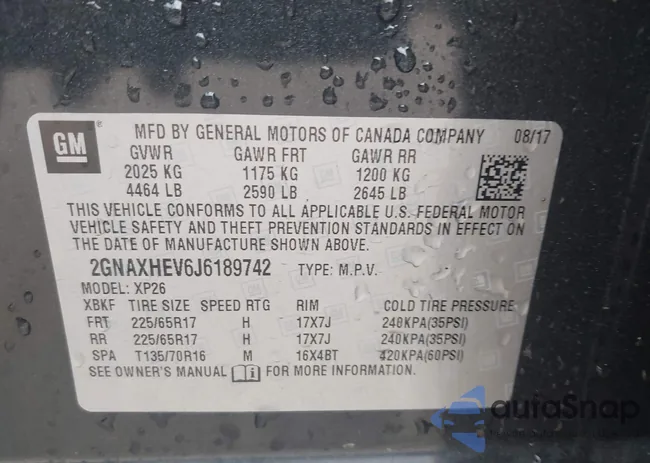 GM
MFD BY GENERAL MOTORS OF CANADA COMPANY 08/17
GVWR GAWR FRT GAWR RR
2025 KG 1175 KG 1200 KG
4464 LB 2590 LB 2645 LB
THIS VEHICLE CONFORMS TO ALL APPLICABLE U.S. FEDERAL MOTOR
VEHICLE SAFETY AND THEFT PREVENTION STANDARDS IN EFFECT ON
THE DATE OF MANUFACTURE SHOWN ABOVE.
2GNAXHEV6J6189742 TYPE: M.P.V.
MODEL: XP26
XBKF TIRE SIZE SPEED RTG RIM COLD TIRE PRESSURE
FRT 225/65R17 H 17X7J 240KPA(35PSI)
RR 225/65R17 H 17X7J 240KPA(35PSI)
SPA T135/70R16 M 16X4BT 420KPA(60PSI)
SEE OWNER'S MANUAL FOR MORE INFORMATION.
autoSnap